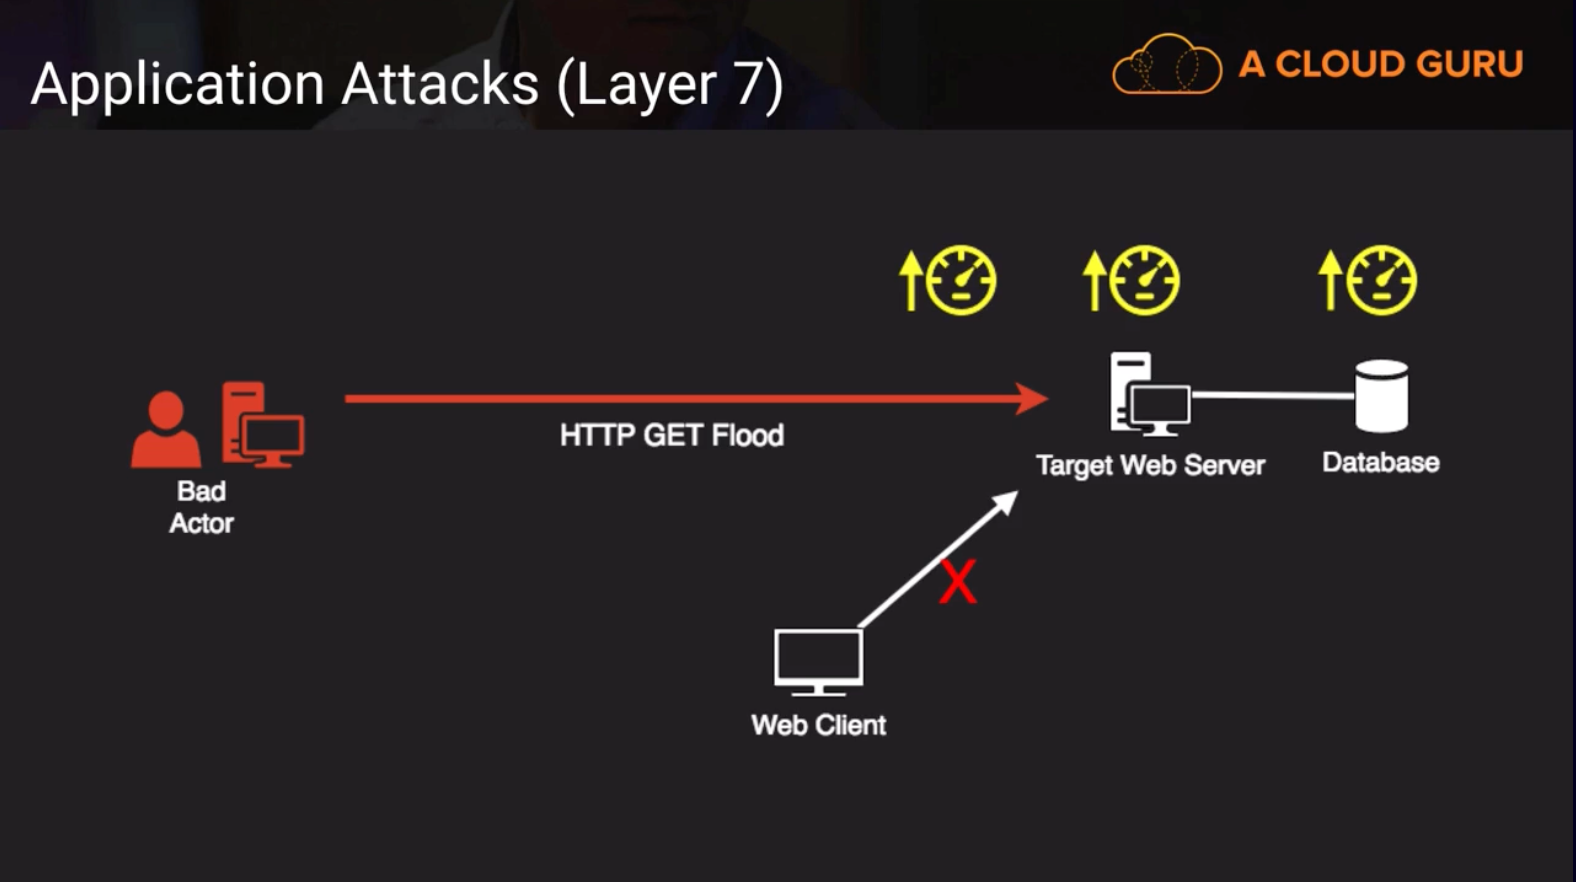 Application Attacks (Layer 7)
A CLOUD GURU
HTTP GET Flood
Target Web Server
Database
Bad
Actor
X
Web Client